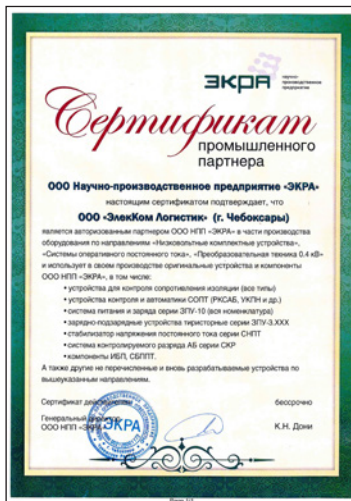 ЭКРА
научно-
производственное
предприятие
Сертификат
промышленного
партнера
ООО Научно-производственное предприятие «ЭКРА»
настоящим сертификатом подтверждает, что
ООО «ЭлекКом Логистик» (г. Чебоксары)
является авторизованным партнером ООО НПП «ЭКРА» в части производства
оборудования по направлениям «Низковольтные комплектные устройства»,
«Системы оперативного постоянного тока», «Преобразовательная техника 0.4 кВ»
и использует в своем производстве оригинальные устройства и компоненты
ООО НПП «ЭКРА», в том числе:
• устройства для контроля сопротивления изоляции (все типы)
• устройства контроля и автоматики СОПТ (РКСАБ, УКПН и др.)
• система питания и заряда серии ЗПУ-10 (вся номенклатура)
• зарядно-подзарядные устройства тиристорные серии ЗПУ-3.XXX
• стабилизатор напряжения постоянного тока серии СНПТ
• система контролируемого разряда АБ серии СКР
• компоненты ИБП, СБППТ.
А также другие не перечисленные и вновь разрабатываемые устройства по
вышеуказанным направлениям.
Сертификат действителен бессрочно
Генеральный директор
ООО НПП «ЭКРА» К.Н. Дони
ЭКРА